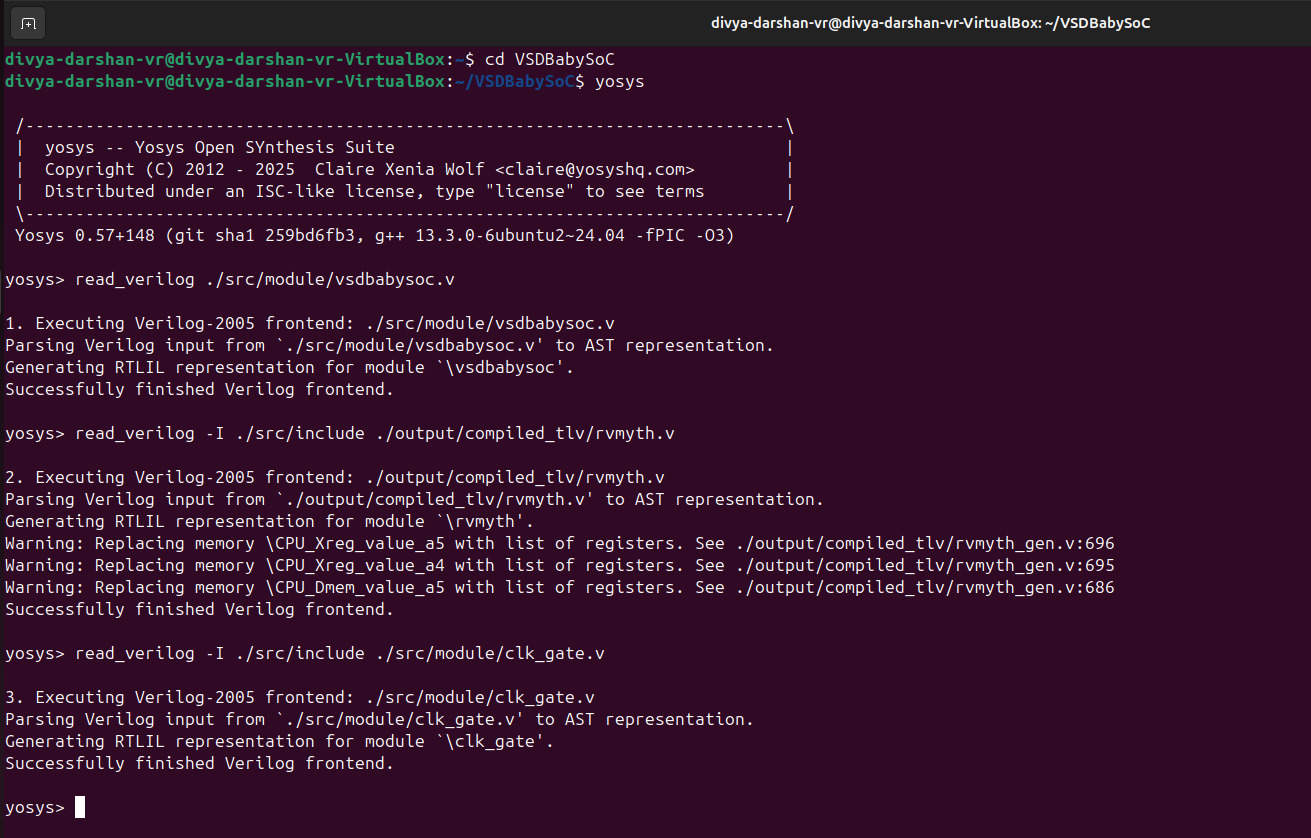 divya-darshan-vr@divya-darshan-vr-VirtualBox: ~/VSDBabySoC
divya-darshan-vr@divya-darshan-vr-VirtualBox:~$ cd VSDBabySoC
divya-darshan-vr@divya-darshan-vr-VirtualBox:~/VSDBabySoC$ yosys
/----------------------------------------------------------------------------\
|  yosys -- Yosys Open SYnthesis Suite                                       |
|  Copyright (C) 2012 - 2025  Claire Xenia Wolf <claire@yosyshq.com>         |
|  Distributed under an ISC-like license, type "license" to see terms        |
\----------------------------------------------------------------------------/
Yosys 0.57+148 (git sha1 259bd6fb3, g++ 13.3.0-6ubuntu2~24.04 -fPIC -O3)
yosys> read_verilog ./src/module/vsdbabysoc.v
1. Executing Verilog-2005 frontend: ./src/module/vsdbabysoc.v
Parsing Verilog input from `./src/module/vsdbabysoc.v' to AST representation.
Generating RTLIL representation for module `\vsdbabysoc'.
Successfully finished Verilog frontend.
yosys> read_verilog -I ./src/include ./output/compiled_tlv/rvmyth.v
2. Executing Verilog-2005 frontend: ./output/compiled_tlv/rvmyth.v
Parsing Verilog input from `./output/compiled_tlv/rvmyth.v' to AST representation.
Generating RTLIL representation for module `\rvmyth'.
Warning: Replacing memory \CPU_Xreg_value_a5 with list of registers. See ./output/compiled_tlv/rvmyth_gen.v:696
Warning: Replacing memory \CPU_Xreg_value_a4 with list of registers. See ./output/compiled_tlv/rvmyth_gen.v:695
Warning: Replacing memory \CPU_Dmem_value_a5 with list of registers. See ./output/compiled_tlv/rvmyth_gen.v:686
Successfully finished Verilog frontend.
yosys> read_verilog -I ./src/include ./src/module/clk_gate.v
3. Executing Verilog-2005 frontend: ./src/module/clk_gate.v
Parsing Verilog input from `./src/module/clk_gate.v' to AST representation.
Generating RTLIL representation for module `\clk_gate'.
Successfully finished Verilog frontend.
yosys>